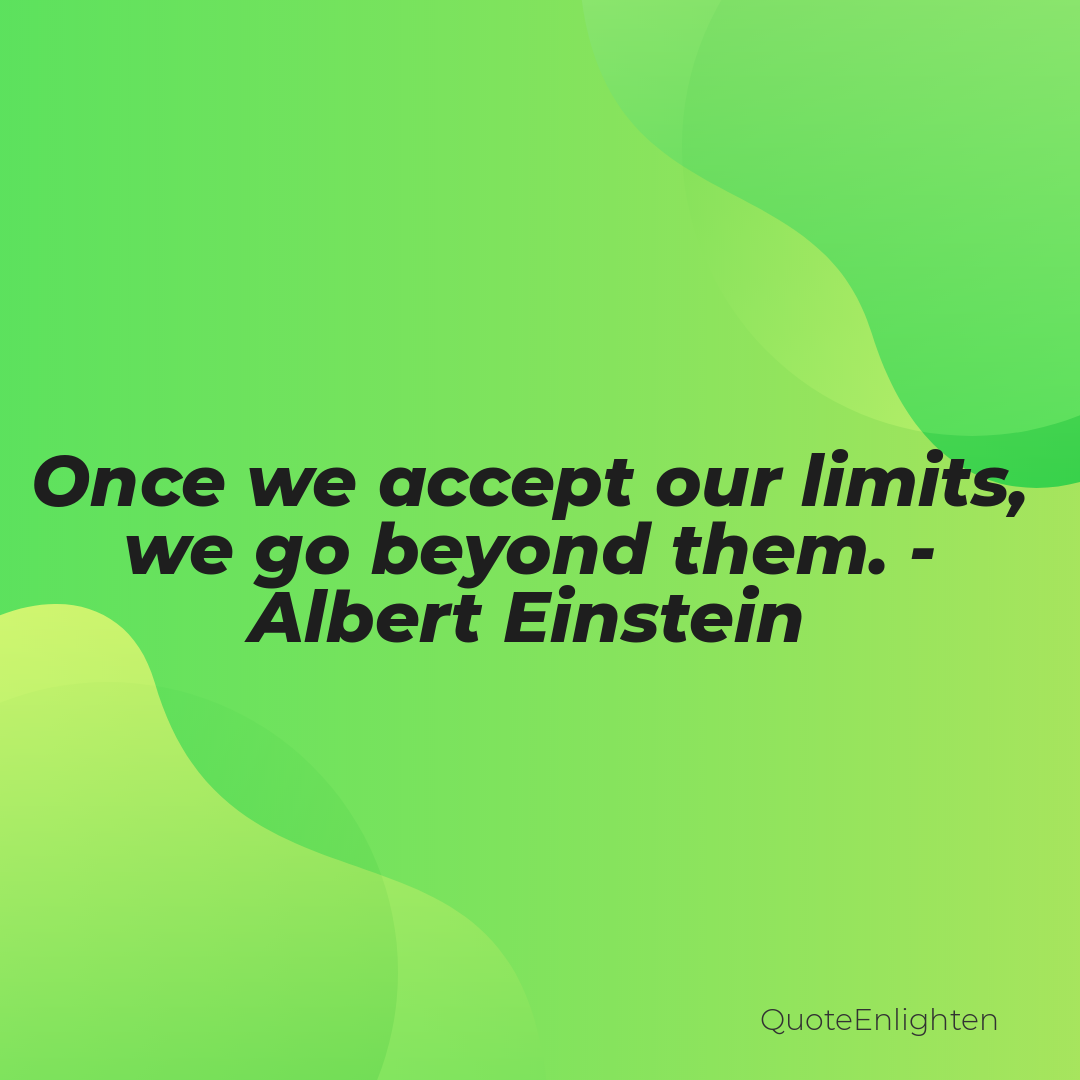 Once we accept our limits,
we go beyond them. -
Albert Einstein
QuoteEnlighten